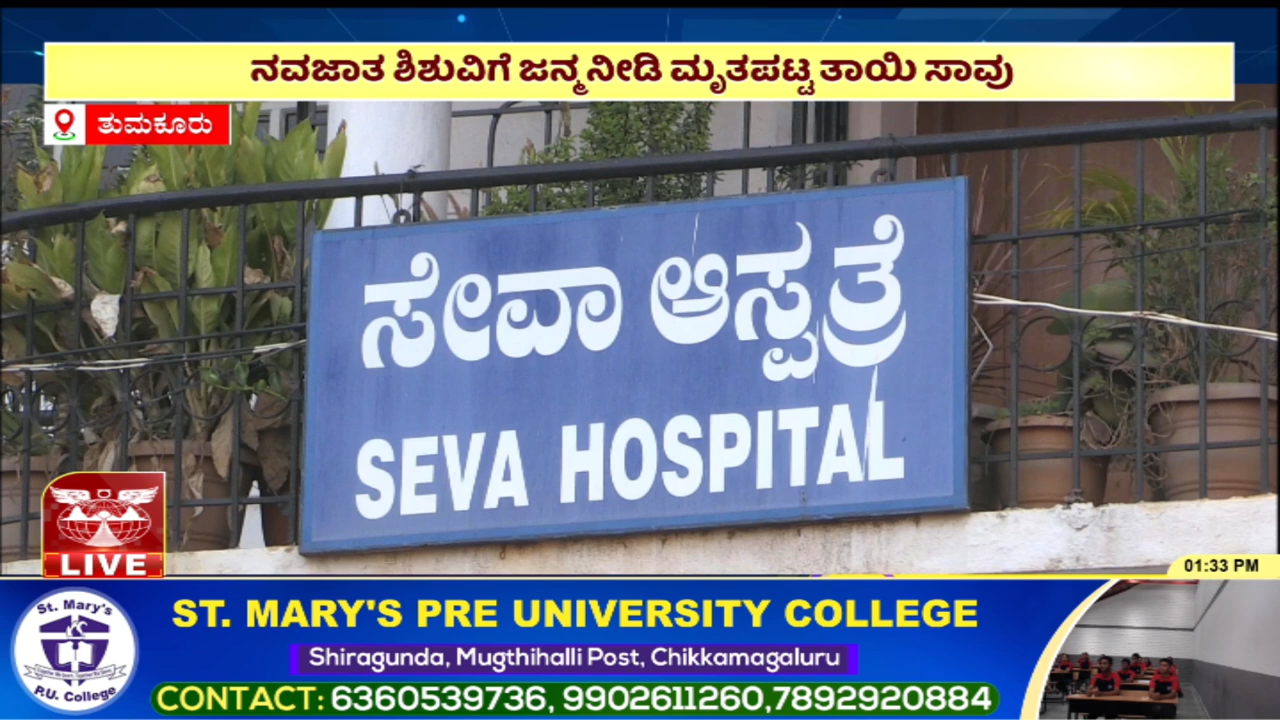 ನವಜಾತ ಶಿಶುವಿಗೆ ಜನ್ಮ ನೀಡಿ ಮೃತಪಟ್ಟ ತಾಯಿ ಸಾವು
ತುಮಕೂರು
ಸೇವಾ ಆಸ್ಪತ್ರೆ
SEVA HOSPITAL
LIVE
01:33 PM
St. Mary's
P.U. College
ST. MARY'S PRE UNIVERSITY COLLEGE
Shiragunda, Mugthihalli Post, Chikkamagaluru
CONTACT: 6360539736, 9902611260,7892920884